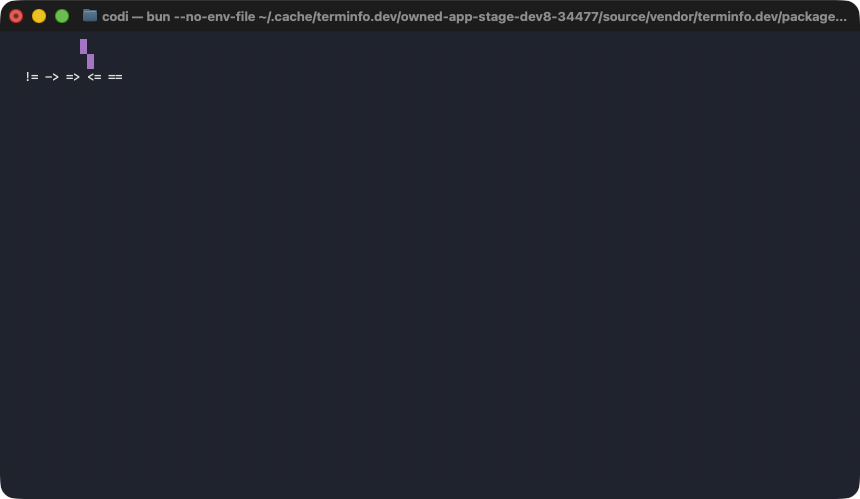 codi — bun --no-env-file ~/.cache/terminfo.dev/owned-app-stage-dev8-34477/source/vendor/terminfo.dev/package...
!= -> => <= ==